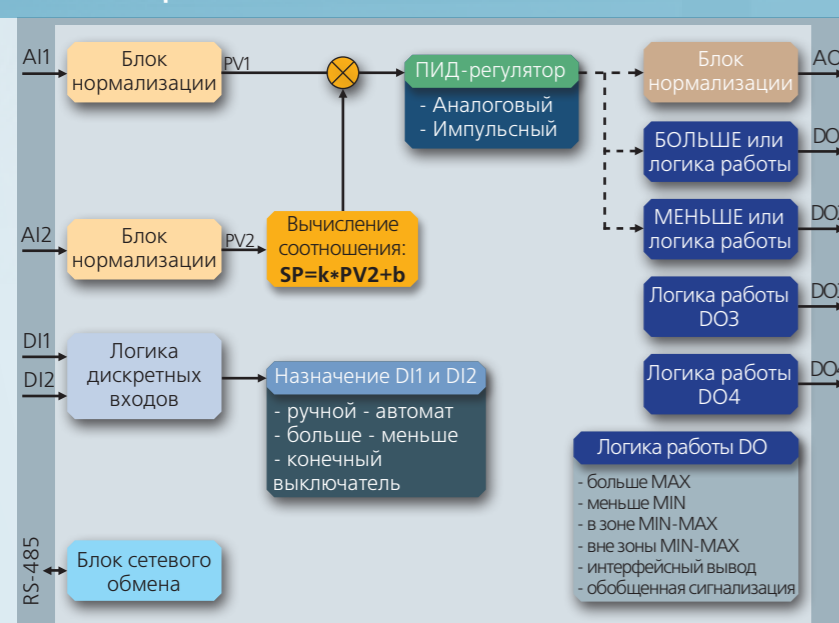 AI1
Блок
нормализации
PV1
ПИД-регулятор
- Аналоговый
- Импульсный
Блок
нормализации
БОЛЬШЕ или
логика работы
МЕНЬШЕ или
логика работы
AI2
Блок
нормализации
PV2
Вычисление
соотношения:
SP=k*PV2+b
Логика работы
DO3
Логика работы
DO4
DO4
DI1
DI2
Логика
дискретных
входов
Назначение DI1 и DI2
- ручной - автомат
- больше - меньше
- конечный
выключатель
Логика работы DO
- больше MAX
- меньше MIN
- в зоне MIN-MAX
- вне зоны MIN-MAX
- интерфейсный вывод
- обобщенная сигнализация
RS-485
Блок сетевого
обмена